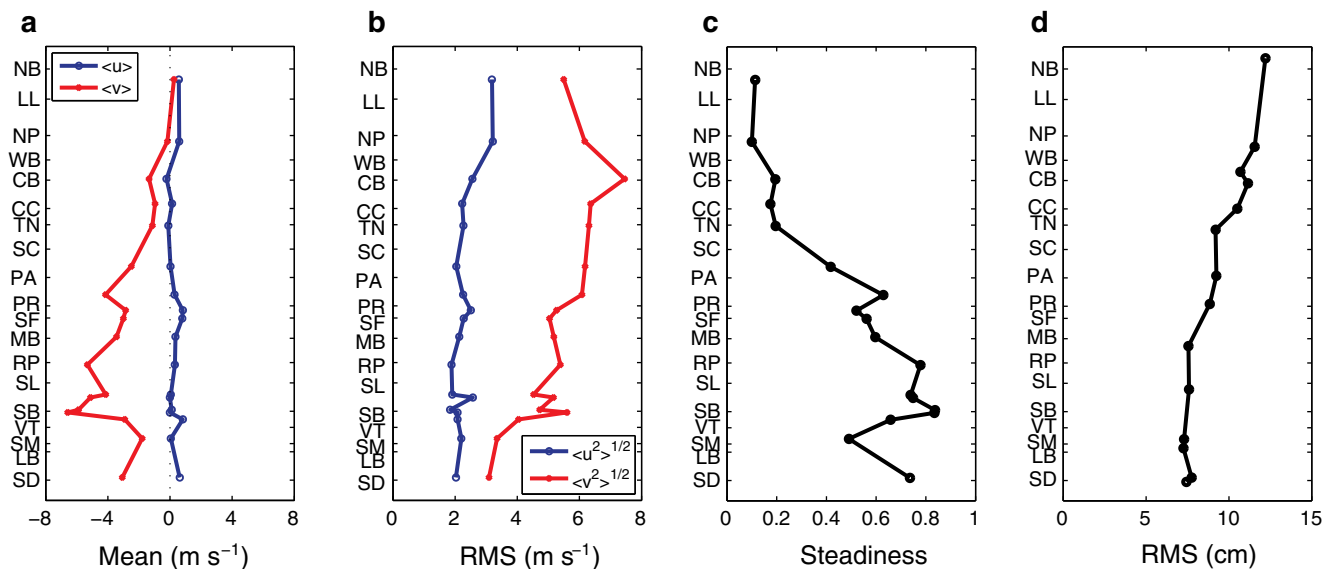 a
b
c
d
<u>
<v>
NB
LL
NP
WB
CB
CC
TN
SC
PA
PR
SF
MB
RP
SL
SB
VT
SM
LB
SD
−8 −4 0 4 8
Mean (m s⁻¹)
NB
LL
NP
WB
CB
CC
TN
SC
PA
PR
SF
MB
RP
SL
SB
VT
SM
LB
SD
<u²>¹/²
<v²>¹/²
0 2 4 6 8
RMS (m s⁻¹)
NB
LL
NP
WB
CB
CC
TN
SC
PA
PR
SF
MB
RP
SL
SB
VT
SM
LB
SD
0 0.2 0.4 0.6 0.8 1
Steadiness
NB
LL
NP
WB
CB
CC
TN
SC
PA
PR
SF
MB
RP
SL
SB
VT
SM
LB
SD
0 5 10 15
RMS (cm)